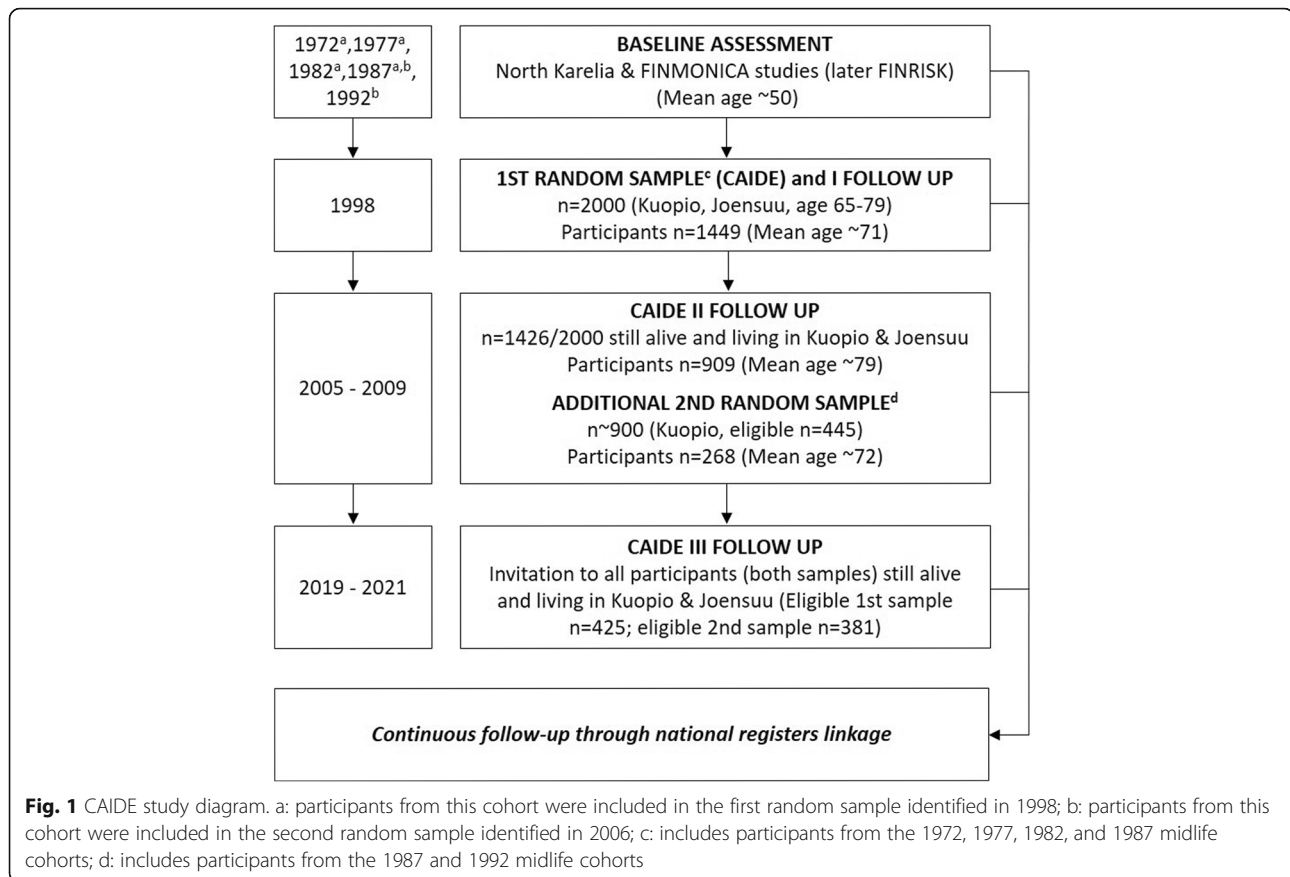 1972ᵃ,1977ᵃ,
1982ᵃ,1987ᵃ,ᵇ,
1992ᵇ
BASELINE ASSESSMENT
North Karelia & FINMONICA studies (later FINRISK)
(Mean age ~50)
1998
1ST RANDOM SAMPLEᶜ (CAIDE) and I FOLLOW UP
n=2000 (Kuopio, Joensuu, age 65-79)
Participants n=1449 (Mean age ~71)
2005 - 2009
CAIDE II FOLLOW UP
n=1426/2000 still alive and living in Kuopio & Joensuu
Participants n=909 (Mean age ~79)
ADDITIONAL 2ND RANDOM SAMPLEᵈ
n~900 (Kuopio, eligible n=445)
Participants n=268 (Mean age ~72)
2019 - 2021
CAIDE III FOLLOW UP
Invitation to all participants (both samples) still alive
and living in Kuopio & Joensuu (Eligible 1st sample
n=425; eligible 2nd sample n=381)
Continuous follow-up through national registers linkage
Fig. 1 CAIDE study diagram. a: participants from this cohort were included in the first random sample identified in 1998; b: participants from this
cohort were included in the second random sample identified in 2006; c: includes participants from the 1972, 1977, 1982, and 1987 midlife
cohorts; d: includes participants from the 1987 and 1992 midlife cohorts